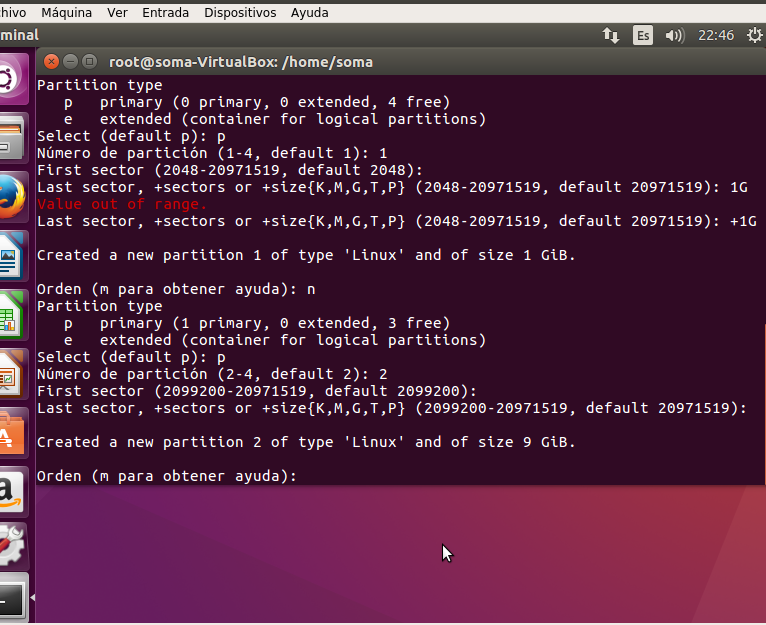 hivo Máquina Ver Entrada Dispositivos Ayuda
minal Es 22:46
root@soma-VirtualBox: /home/soma
Partition type
p primary (0 primary, 0 extended, 4 free)
e extended (container for logical partitions)
Select (default p): p
Número de partición (1-4, default 1): 1
First sector (2048-20971519, default 2048):
Last sector, +sectors or +size{K,M,G,T,P} (2048-20971519, default 20971519): 1G
Value out of range.
Last sector, +sectors or +size{K,M,G,T,P} (2048-20971519, default 20971519): +1G
Created a new partition 1 of type 'Linux' and of size 1 GiB.
Orden (m para obtener ayuda): n
Partition type
p primary (1 primary, 0 extended, 3 free)
e extended (container for logical partitions)
Select (default p): p
Número de partición (2-4, default 2): 2
First sector (2099200-20971519, default 2099200):
Last sector, +sectors or +size{K,M,G,T,P} (2099200-20971519, default 20971519):
Created a new partition 2 of type 'Linux' and of size 9 GiB.
Orden (m para obtener ayuda):